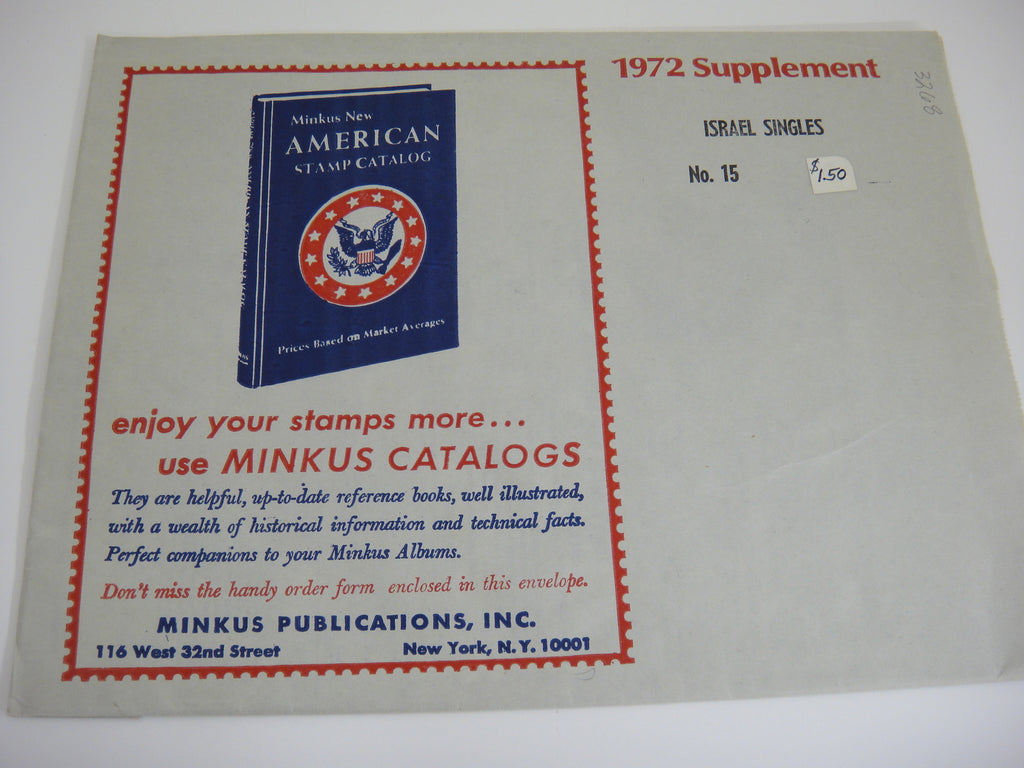 1972 Supplement
3268
ISRAEL SINGLES
No. 15
$1.50
Minkus New
AMERICAN
STAMP CATALOG
Prices Based on Market Averages
enjoy your stamps more...
use MINKUS CATALOGS
They are helpful, up-to-date reference books, well illustrated,
with a wealth of historical information and technical facts.
Perfect companions to your Minkus Albums.
Don't miss the handy order form enclosed in this envelope.
MINKUS PUBLICATIONS, INC.
116 West 32nd Street New York, N.Y. 10001